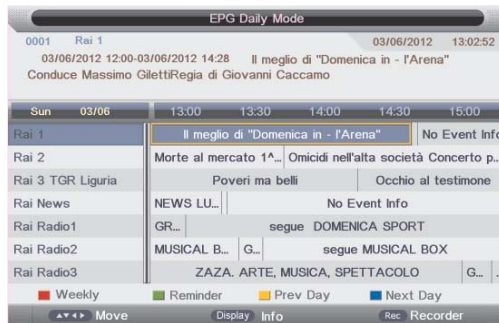 EPG Daily Mode
0001 Rai 1 03/06/2012 13:02:52
03/06/2012 12:00-03/06/2012 14:28 Il meglio di "Domenica in - l'Arena"
Conduce Massimo GilettiRegia di Giovanni Caccamo
Sun 03/06 13:00 13:30 14:00 14:30 15:00
Rai 1 Il meglio di "Domenica in - l'Arena" No Event Info
Rai 2 Morte al mercato 1^... Omicidi nell'alta società Concerto p..
Rai 3 TGR Liguria Poveri ma belli Occhio al testimone
Rai News NEWS LU... No Event Info
Rai Radio1 GR... segue DOMENICA SPORT
Rai Radio2 MUSICAL B... G... segue MUSICAL BOX
Rai Radio3 ZAZA. ARTE, MUSICA, SPETTACOLO G... .
Weekly Reminder Prev Day Next Day
Move Display Info Rec Recorder